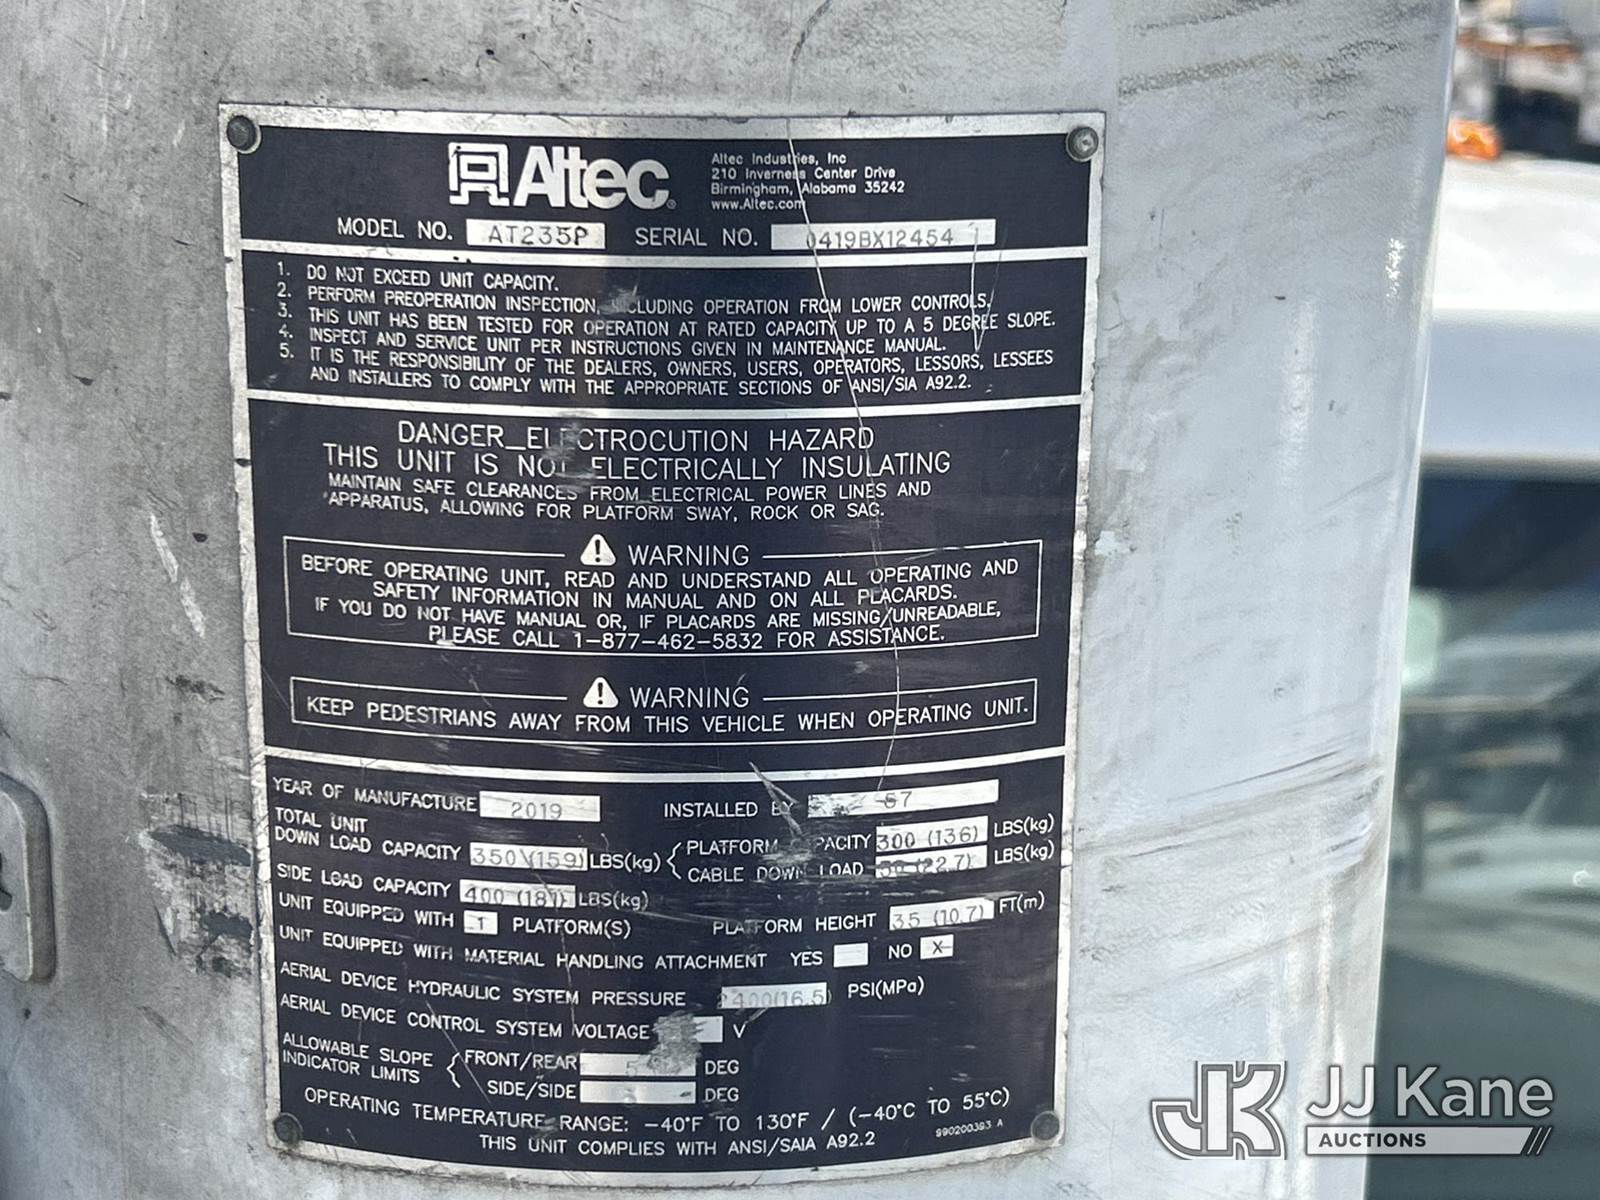 Altec
Altec Industries, Inc
210 Inverness Center Drive
Birmingham, Alabama 35242
www.Altec.com
MODEL NO. AT235P SERIAL NO. 0419BX12454
1. DO NOT EXCEED UNIT CAPACITY.
2. PERFORM PREOPERATION INSPECTION, INCLUDING OPERATION FROM LOWER CONTROLS.
3. THIS UNIT HAS BEEN TESTED FOR OPERATION AT RATED CAPACITY UP TO A 5 DEGREE SLOPE.
4. INSPECT AND SERVICE UNIT PER INSTRUCTIONS GIVEN IN MAINTENANCE MANUAL.
5. IT IS THE RESPONSIBILITY OF THE DEALERS, OWNERS, USERS, OPERATORS, LESSORS, LESSEES
AND INSTALLERS TO COMPLY WITH THE APPROPRIATE SECTIONS OF ANSI/SIA A92.2.
DANGER_ELECTROCUTION HAZARD
THIS UNIT IS NOT ELECTRICALLY INSULATING
MAINTAIN SAFE CLEARANCES FROM ELECTRICAL POWER LINES AND
APPARATUS, ALLOWING FOR PLATFORM SWAY, ROCK OR SAG.
WARNING
BEFORE OPERATING UNIT, READ AND UNDERSTAND ALL OPERATING AND
SAFETY INFORMATION IN MANUAL AND ON ALL PLACARDS.
IF YOU DO NOT HAVE MANUAL OR, IF PLACARDS ARE MISSING/UNREADABLE,
PLEASE CALL 1-877-462-5832 FOR ASSISTANCE.
WARNING
KEEP PEDESTRIANS AWAY FROM THIS VEHICLE WHEN OPERATING UNIT.
YEAR OF MANUFACTURE 2019 INSTALLED BY 67
TOTAL UNIT
DOWN LOAD CAPACITY 350 (159) LBS(kg) PLATFORM CAPACITY 300 (136) LBS(kg)
CABLE DOWN LOAD 50 (22.7) LBS(kg)
SIDE LOAD CAPACITY 400 (181) LBS(kg)
UNIT EQUIPPED WITH 1 PLATFORM(S) PLATFORM HEIGHT 35 (10.7) FT(m)
UNIT EQUIPPED WITH MATERIAL HANDLING ATTACHMENT YES NO X
AERIAL DEVICE HYDRAULIC SYSTEM PRESSURE 2400(16.5) PSI(MPa)
AERIAL DEVICE CONTROL SYSTEM VOLTAGE V
ALLOWABLE SLOPE
INDICATOR LIMITS
FRONT/REAR 5 DEG
SIDE/SIDE DEG
OPERATING TEMPERATURE RANGE: -40°F TO 130°F / (-40°C TO 55°C)
THIS UNIT COMPLIES WITH ANSI/SAIA A92.2 990200393 A
JJ Kane
AUCTIONS